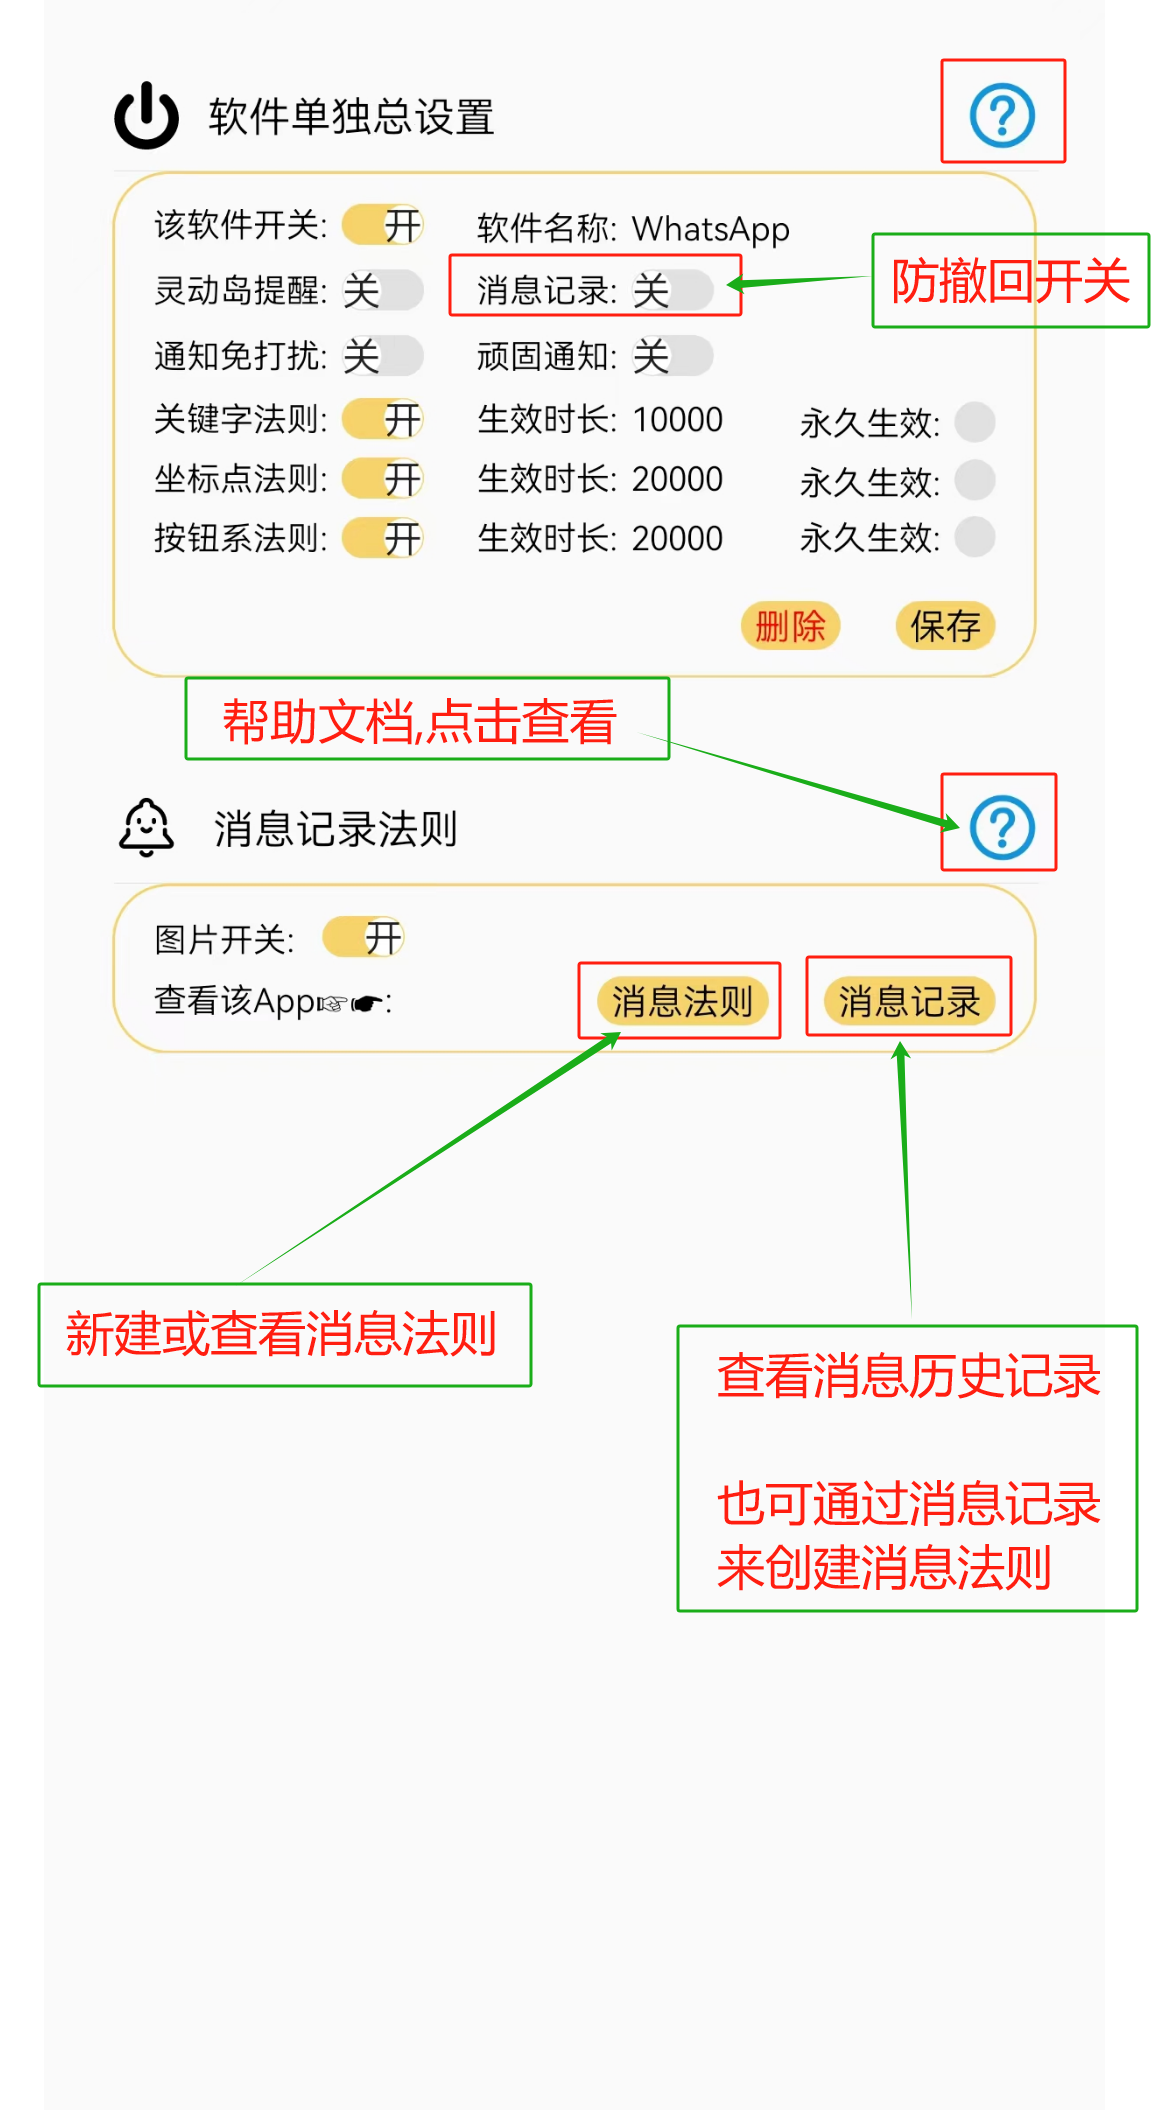 软件单独总设置
该软件开关: 开 软件名称: WhatsApp
灵动岛提醒: 关 消息记录: 关
防撤回开关
通知免打扰: 关 顽固通知: 关
关键字法则: 开 生效时长: 10000 永久生效:
坐标点法则: 开 生效时长: 20000 永久生效:
按钮系法则: 开 生效时长: 20000 永久生效:
删除 保存
帮助文档,点击查看
消息记录法则
图片开关: 开
查看该App☞☛: 消息法则 消息记录
新建或查看消息法则
查看消息历史记录
也可通过消息记录
来创建消息法则